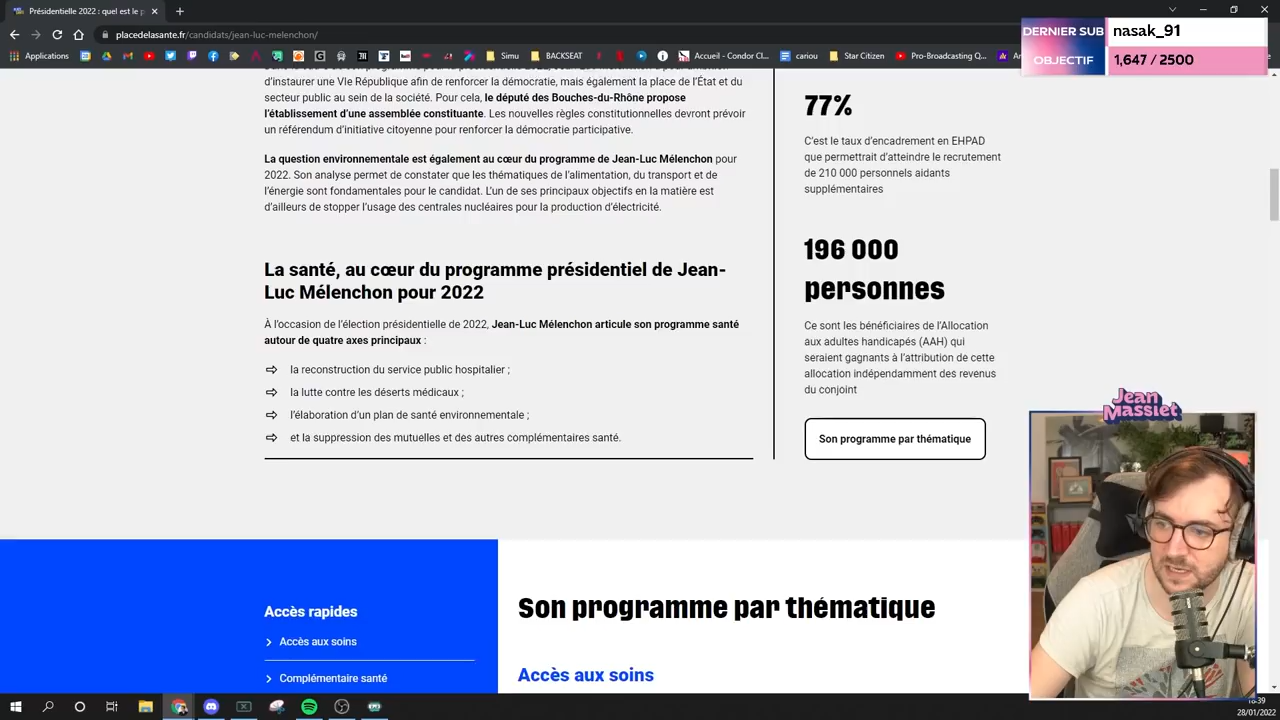 Présidentielle 2022 : quel est le p
placedelasante.fr/candidats/jean-luc-melenchon/
Applications
Simu
BACKSEAT
Accueil - Condor Cl...
cariou
Star Citizen
Pro-Broadcasting Q...
DERNIER SUB
nasak_91
OBJECTIF
1,647 / 2500
d'instaurer une VIe République afin de renforcer la démocratie, mais également la place de l'État et du
secteur public au sein de la société. Pour cela, le député des Bouches-du-Rhône propose
l'établissement d'une assemblée constituante. Les nouvelles règles constitutionnelles devront prévoir
un référendum d'initiative citoyenne pour renforcer la démocratie participative.
La question environnementale est également au cœur du programme de Jean-Luc Mélenchon pour
2022. Son analyse permet de constater que les thématiques de l'alimentation, du transport et de
l'énergie sont fondamentales pour le candidat. L'un de ses principaux objectifs en la matière est
d'ailleurs de stopper l'usage des centrales nucléaires pour la production d'électricité.
La santé, au cœur du programme présidentiel de Jean-
Luc Mélenchon pour 2022
À l'occasion de l'élection présidentielle de 2022, Jean-Luc Mélenchon articule son programme santé
autour de quatre axes principaux :
la reconstruction du service public hospitalier ;
la lutte contre les déserts médicaux ;
l'élaboration d'un plan de santé environnementale ;
et la suppression des mutuelles et des autres complémentaires santé.
77%
C'est le taux d'encadrement en EHPAD
que permettrait d'atteindre le recrutement
de 210 000 personnels aidants
supplémentaires
196 000
personnes
Ce sont les bénéficiaires de l'Allocation
aux adultes handicapés (AAH) qui
seraient gagnants à l'attribution de cette
allocation indépendamment des revenus
du conjoint
Son programme par thématique
Jean
Massiet
Accès rapides
Accès aux soins
Complémentaire santé
Son programme par thématique
Accès aux soins
28/01/2022